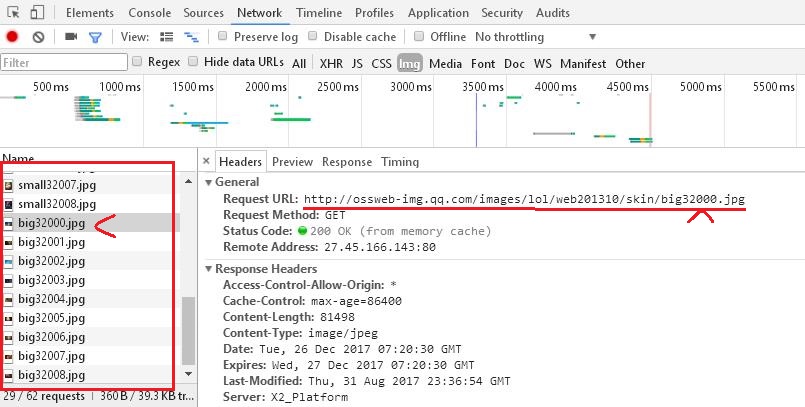 Elements Console Sources Network Timeline Profiles Application Security Audits
View: Preserve log Disable cache Offline No throttling
Filter Regex Hide data URLs All XHR JS CSS Img Media Font Doc WS Manifest Other
500 ms 1000 ms 1500 ms 2000 ms 2500 ms 3000 ms 3500 ms 4000 ms 4500 ms 5000 ms 5500 ms
Name
small32007.jpg
small32008.jpg
big32000.jpg
big32001.jpg
big32002.jpg
big32003.jpg
big32004.jpg
big32005.jpg
big32006.jpg
big32007.jpg
big32008.jpg
29 / 62 requests | 360 B / 39.3 KB tr...
× Headers Preview Response Timing
General
Request URL: http://ossweb-img.qq.com/images/lol/web201310/skin/big32000.jpg
Request Method: GET
Status Code: 200 OK (from memory cache)
Remote Address: 27.45.166.143:80
Response Headers
Access-Control-Allow-Origin: *
Cache-Control: max-age=86400
Content-Length: 81498
Content-Type: image/jpeg
Date: Tue, 26 Dec 2017 07:20:30 GMT
Expires: Wed, 27 Dec 2017 07:20:30 GMT
Last-Modified: Thu, 31 Aug 2017 23:36:54 GMT
Server: X2_Platform